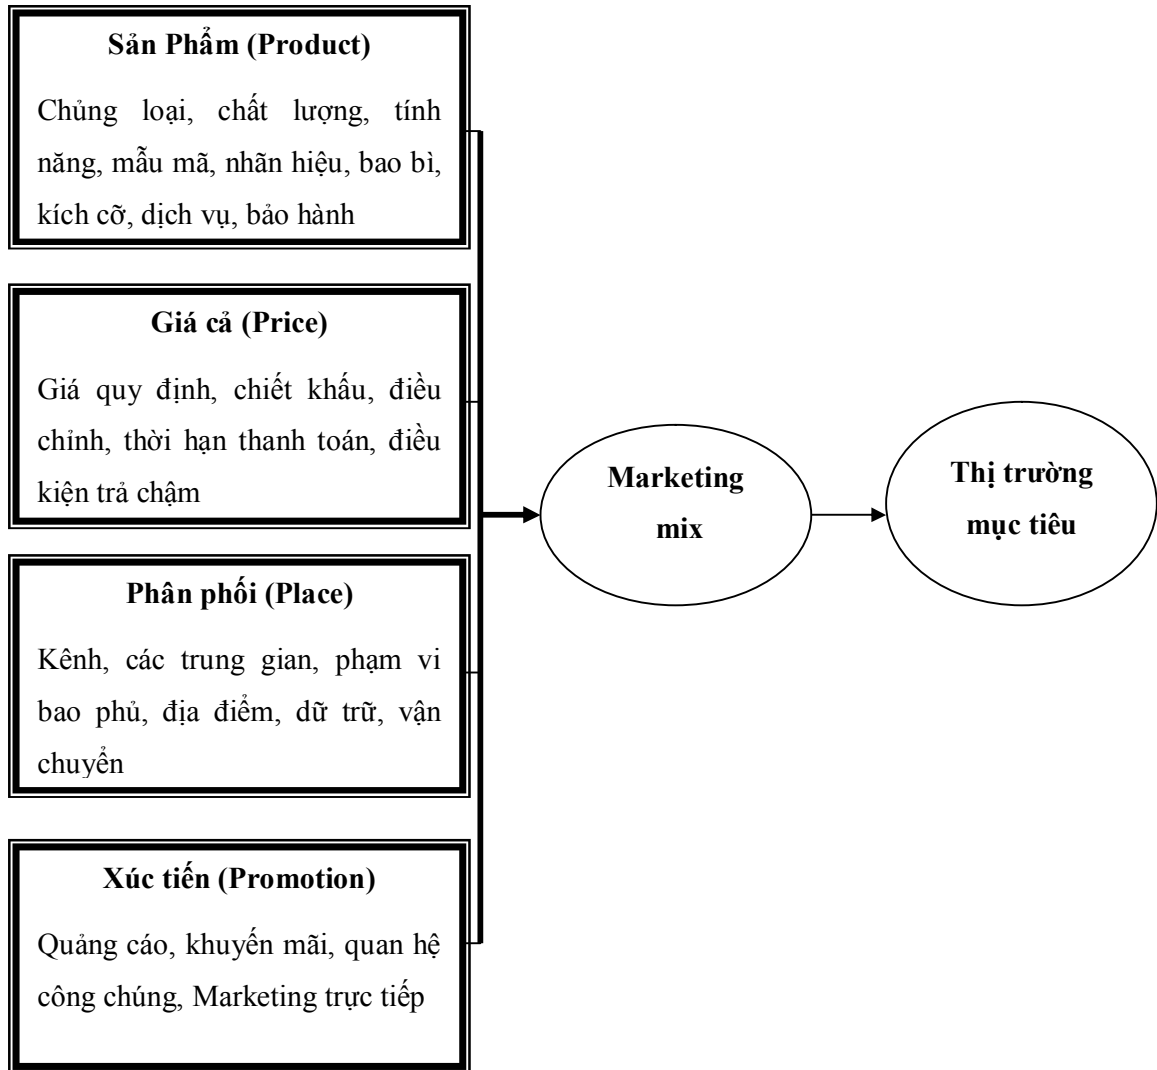 Sản Phẩm (Product)
Chủng loại, chất lượng, tính
năng, mẫu mã, nhãn hiệu, bao bì,
kích cỡ, dịch vụ, bảo hành
Giá cả (Price)
Giá quy định, chiết khấu, điều
chỉnh, thời hạn thanh toán, điều
kiện trả chậm
Phân phối (Place)
Kênh, các trung gian, phạm vi
bao phủ, địa điểm, dữ trữ, vận
chuyển
Xúc tiến (Promotion)
Quảng cáo, khuyến mãi, quan hệ
công chúng, Marketing trực tiếp
Marketing
mix
Thị trường
mục tiêu